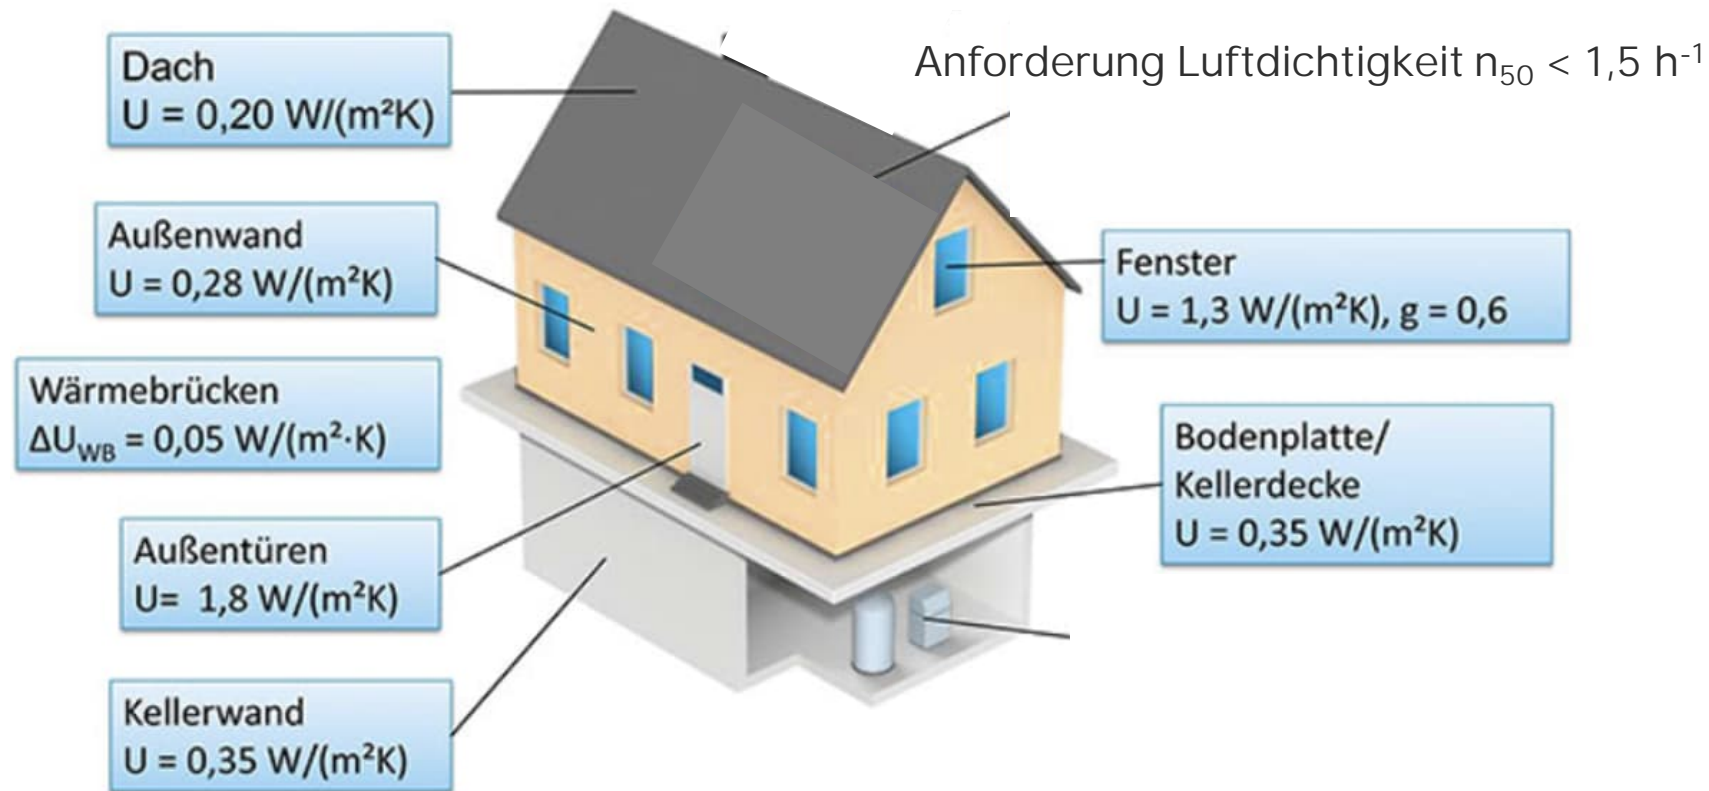 Dach
U = 0,20 W/(m²K)
Anforderung Luftdichtigkeit n₅₀ < 1,5 h⁻¹
Außenwand
U = 0,28 W/(m²K)
Fenster
U = 1,3 W/(m²K), g = 0,6
Wärmebrücken
ΔU_WB = 0,05 W/(m²·K)
Bodenplatte/
Kellerdecke
U = 0,35 W/(m²K)
Außentüren
U= 1,8 W/(m²K)
Kellerwand
U = 0,35 W/(m²K)